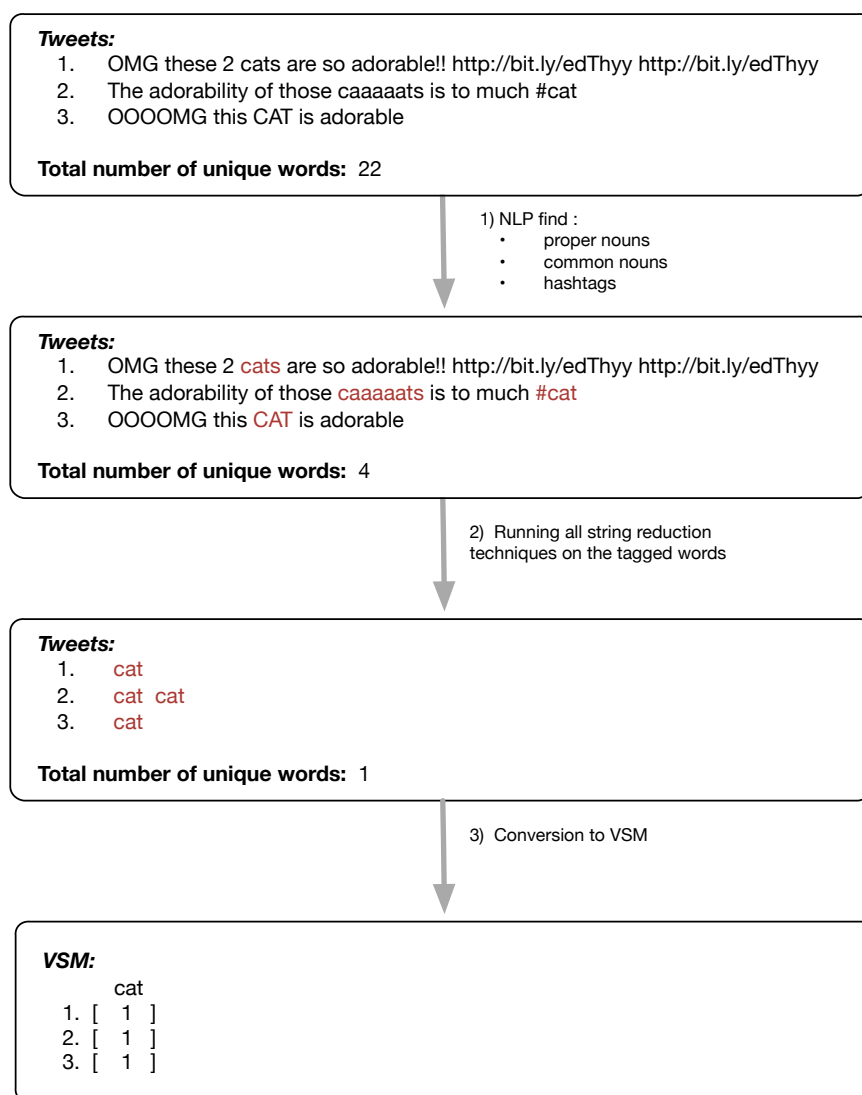 Tweets:
1. OMG these 2 cats are so adorable!! http://bit.ly/edThyy http://bit.ly/edThyy
2. The adorability of those caaaaats is to much #cat
3. OOOOMG this CAT is adorable
Total number of unique words: 22
1) NLP find :
• proper nouns
• common nouns
• hashtags
Tweets:
1. OMG these 2 cats are so adorable!! http://bit.ly/edThyy http://bit.ly/edThyy
2. The adorability of those caaaaats is to much #cat
3. OOOOMG this CAT is adorable
Total number of unique words: 4
2) Running all string reduction
techniques on the tagged words
Tweets:
1. cat
2. cat cat
3. cat
Total number of unique words: 1
3) Conversion to VSM
VSM:
cat
1. [ 1 ]
2. [ 1 ]
3. [ 1 ]